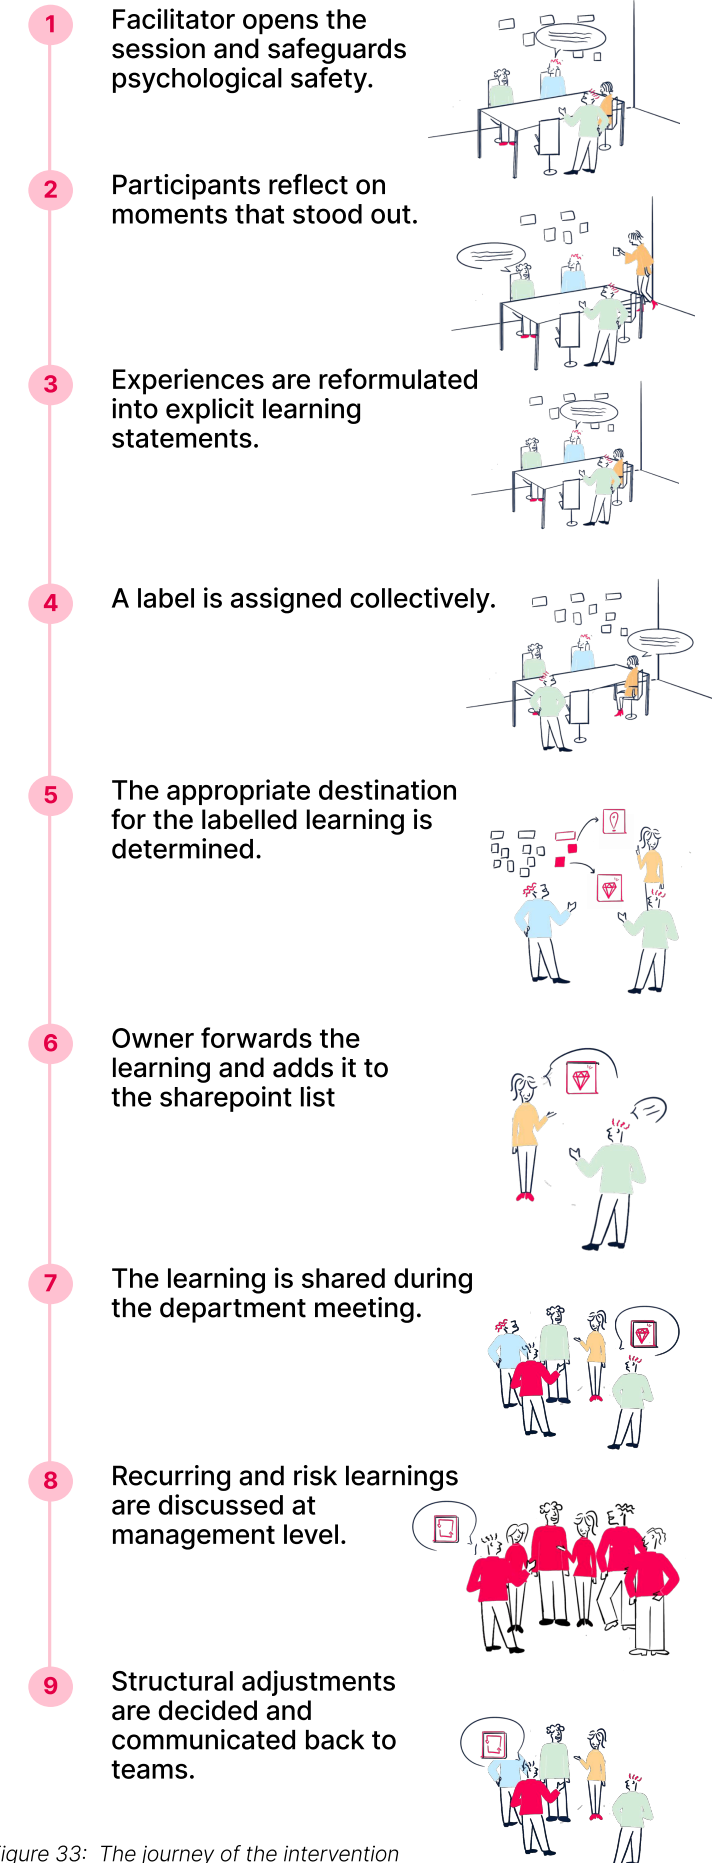 1
Facilitator opens the
session and safeguards
psychological safety.
2
Participants reflect on
moments that stood out.
3
Experiences are reformulated
into explicit learning
statements.
4
A label is assigned collectively.
5
The appropriate destination
for the labelled learning is
determined.
6
Owner forwards the
learning and adds it to
the sharepoint list
7
The learning is shared during
the department meeting.
8
Recurring and risk learnings
are discussed at
management level.
9
Structural adjustments
are decided and
communicated back to
teams.
igure 33: The journey of the intervention